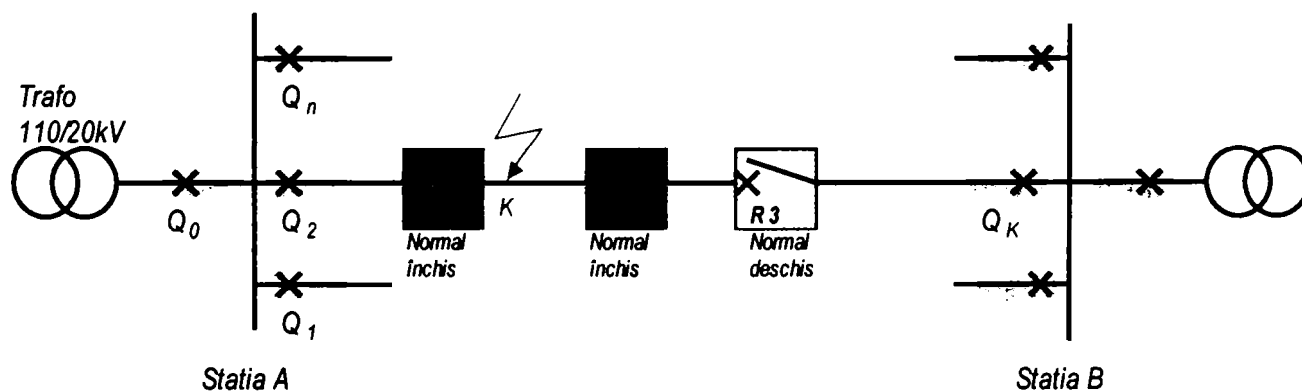 Trafo
110/20kV
Q n
Q 0
Q 2
K
R 3
Q K
Normal
închis
Normal
închis
Normal
deschis
Q 1
Statia A
Statia B